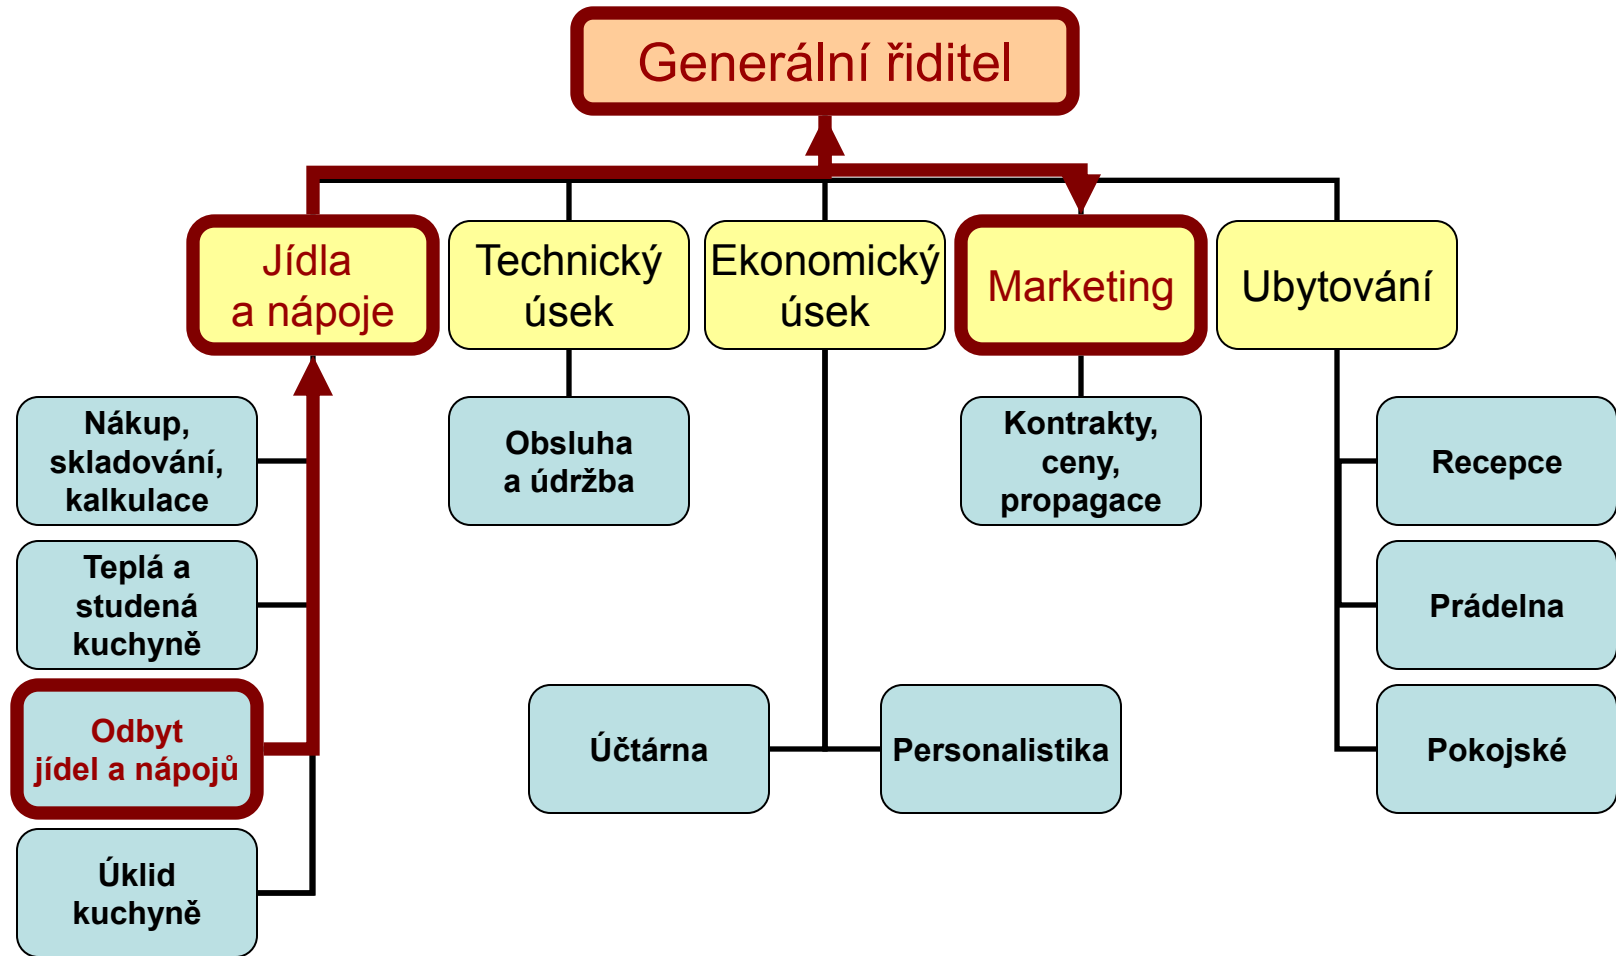 Generální řiditel
Jídla
a nápoje
Technický
úsek
Ekonomický
úsek
Marketing
Ubytování
Nákup,
skladování,
kalkulace
Teplá a
studená
kuchyně
Odbyt
jídel a nápojů
Úklid
kuchyně
Obsluha
a údržba
Účtárna
Personalistika
Kontrakty,
ceny,
propagace
Recepce
Prádelna
Pokojské